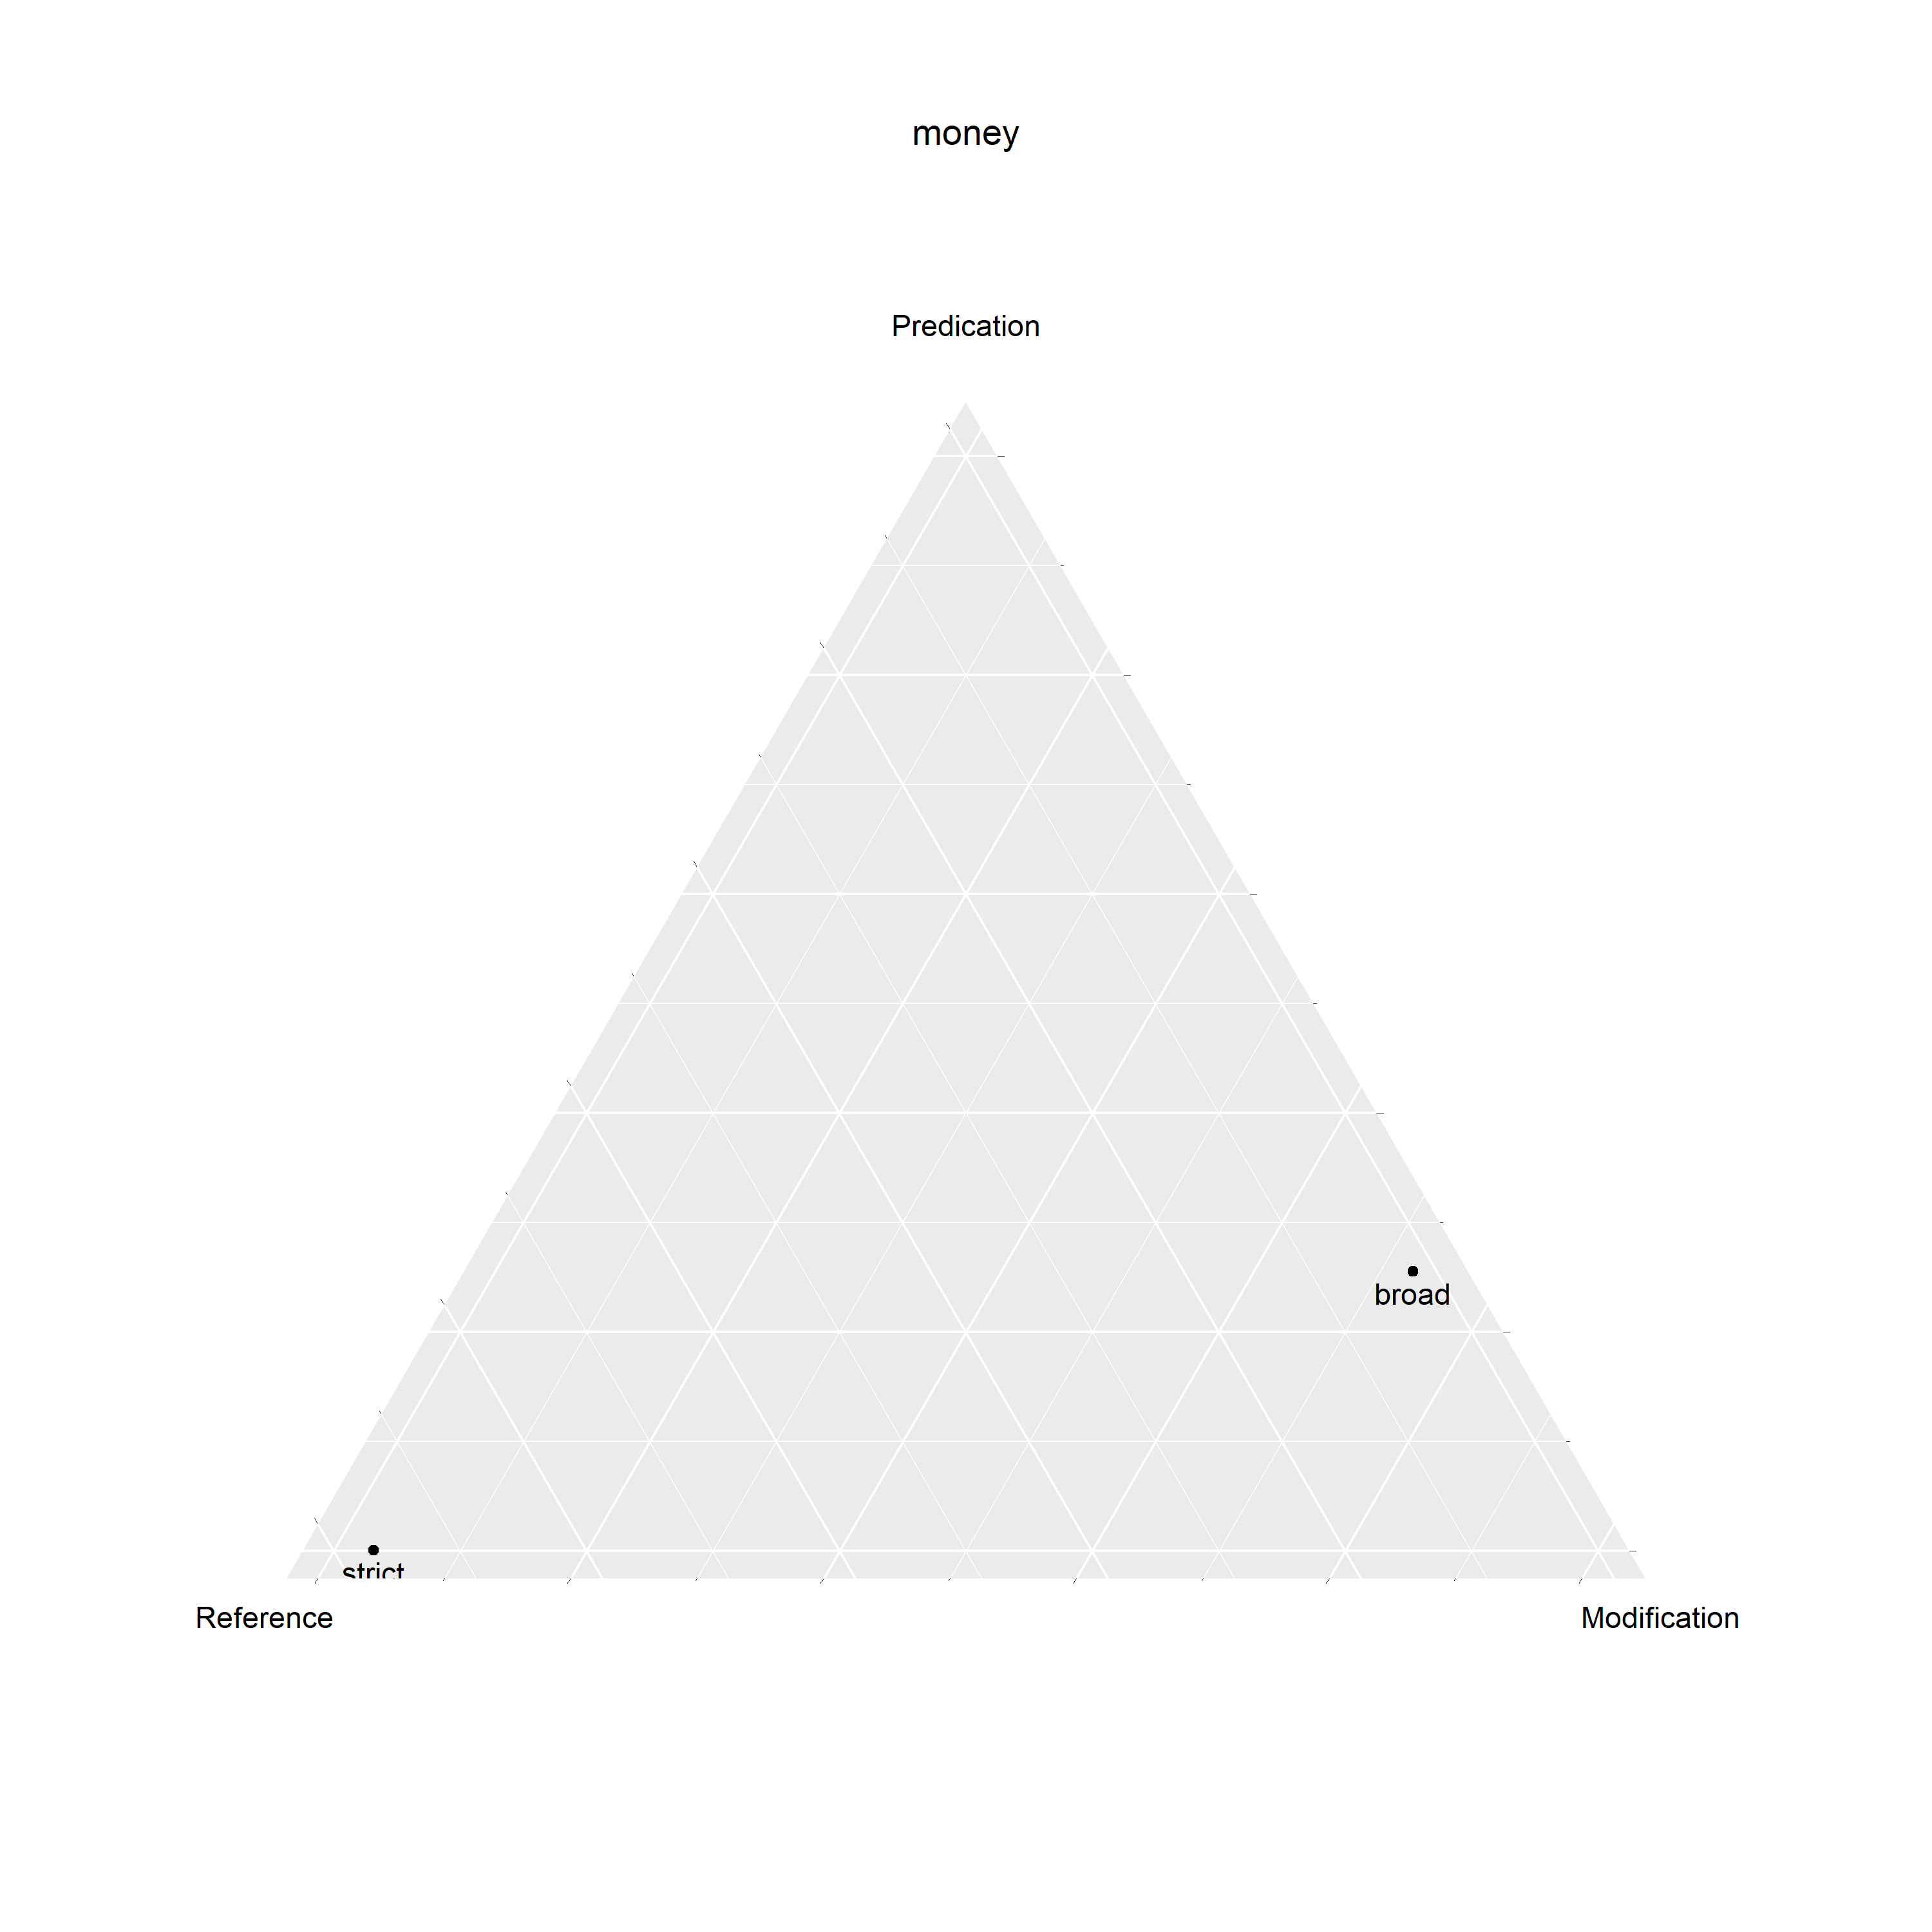 money
Predication
broad
strict
Reference
Modification